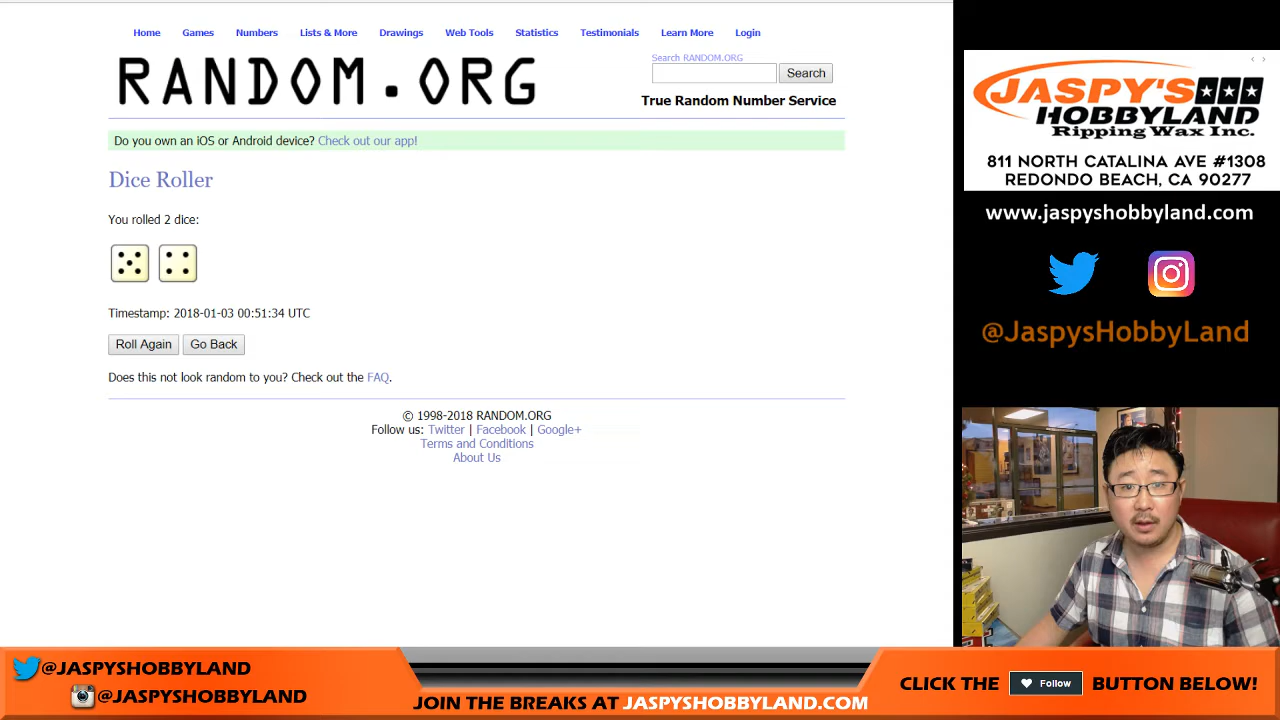 Home Games Numbers Lists & More Drawings Web Tools Statistics Testimonials Learn More Login
RANDOM.ORG
Search RANDOM.ORG
Search
True Random Number Service
Do you own an iOS or Android device? Check out our app!
Dice Roller
You rolled 2 dice:
Timestamp: 2018-01-03 00:51:34 UTC
Roll Again Go Back
Does this not look random to you? Check out the FAQ.
© 1998-2018 RANDOM.ORG
Follow us: Twitter | Facebook | Google+
Terms and Conditions
About Us
JASPY'S
HOBBYLAND
Ripping Wax Inc.
811 NORTH CATALINA AVE #1308
REDONDO BEACH, CA 90277
www.jaspyshobbyland.com
@JaspysHobbyLand
@JASPYSHOBBYLAND
@JASPYSHOBBYLAND
JOIN THE BREAKS AT JASPYSHOBBYLAND.COM
CLICK THE Follow BUTTON BELOW!